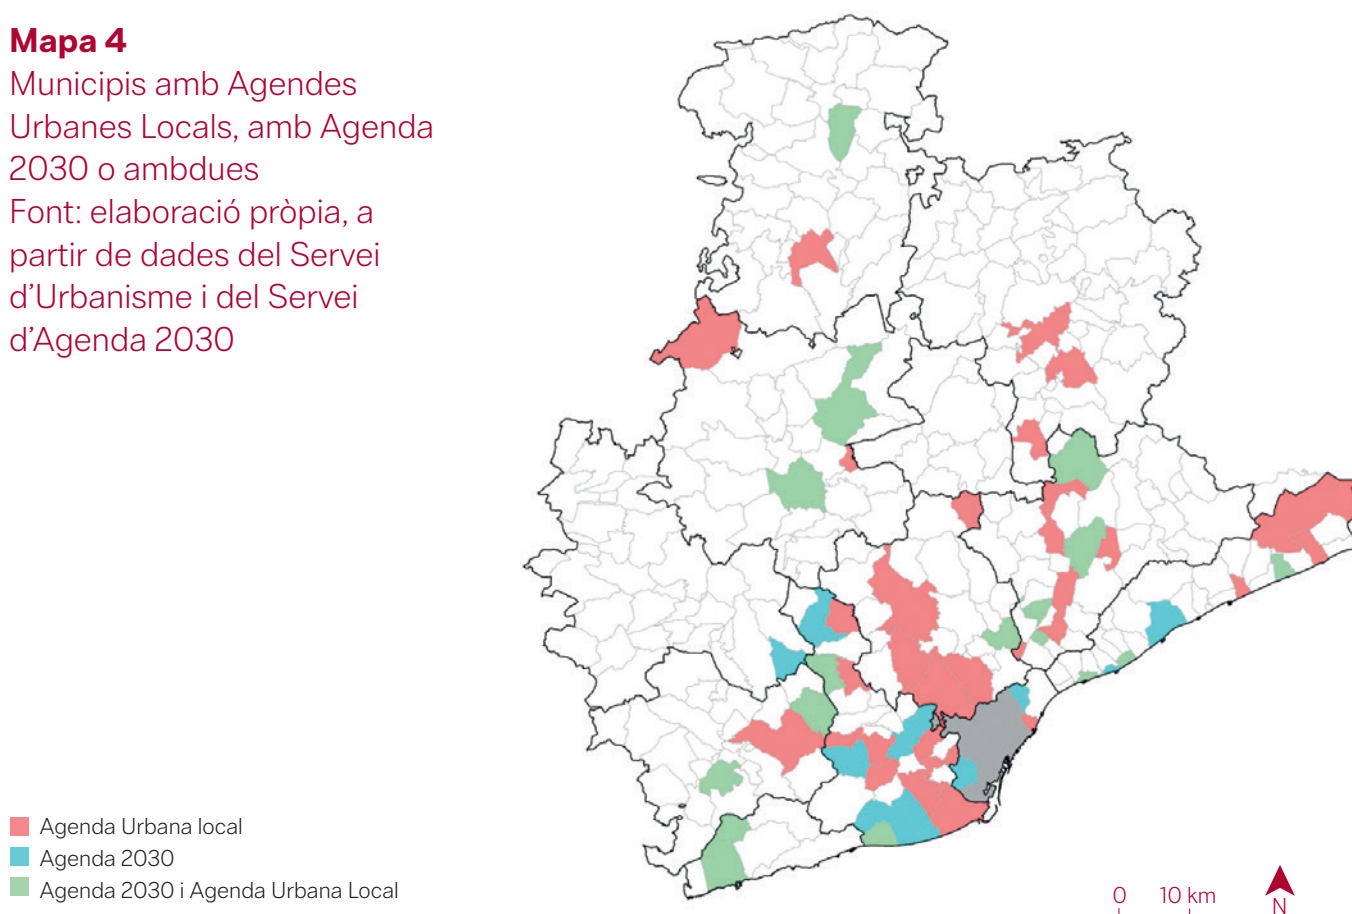 Mapa 4
Municipis amb Agendes
Urbanes Locals, amb Agenda
2030 o ambdues
Font: elaboració pròpia, a
partir de dades del Servei
d'Urbanisme i del Servei
d'Agenda 2030
Agenda Urbana local
Agenda 2030
Agenda 2030 i Agenda Urbana Local
0 10 km
N